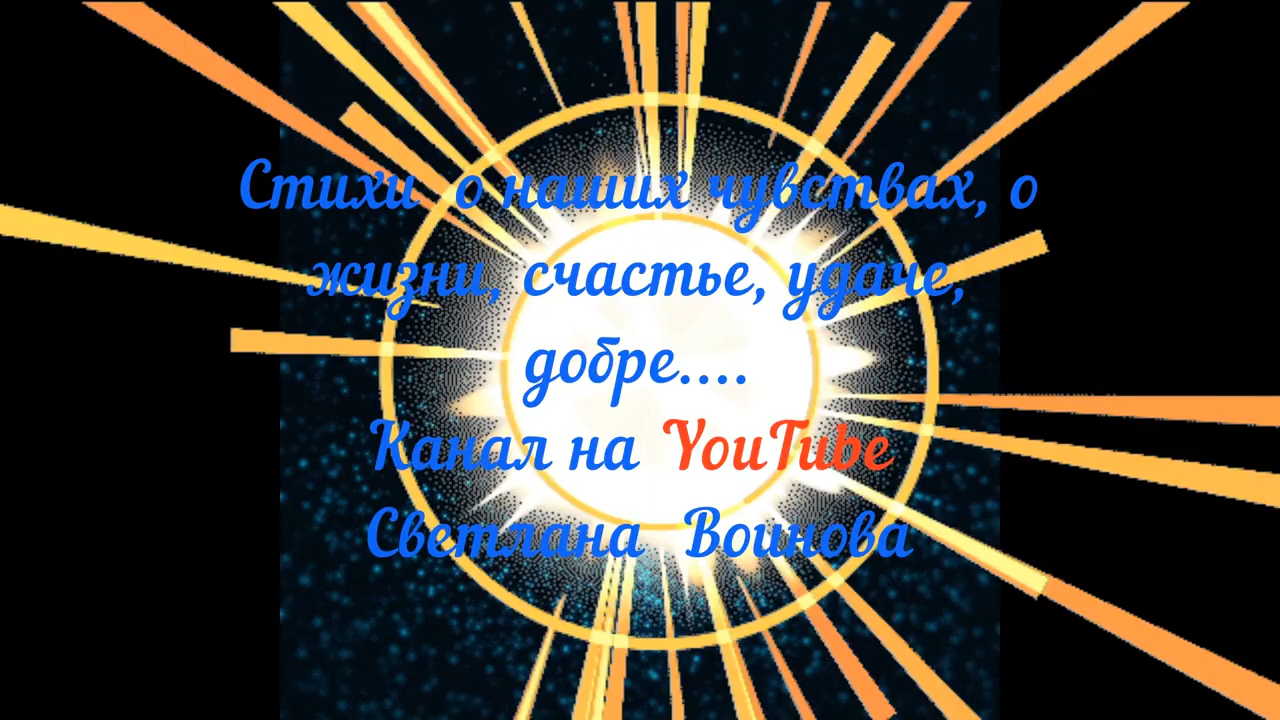 Стихи о наших чувствах, о
жизни, счастье, удаче,
добре....
Канал на YouTube
Светлана Воинова